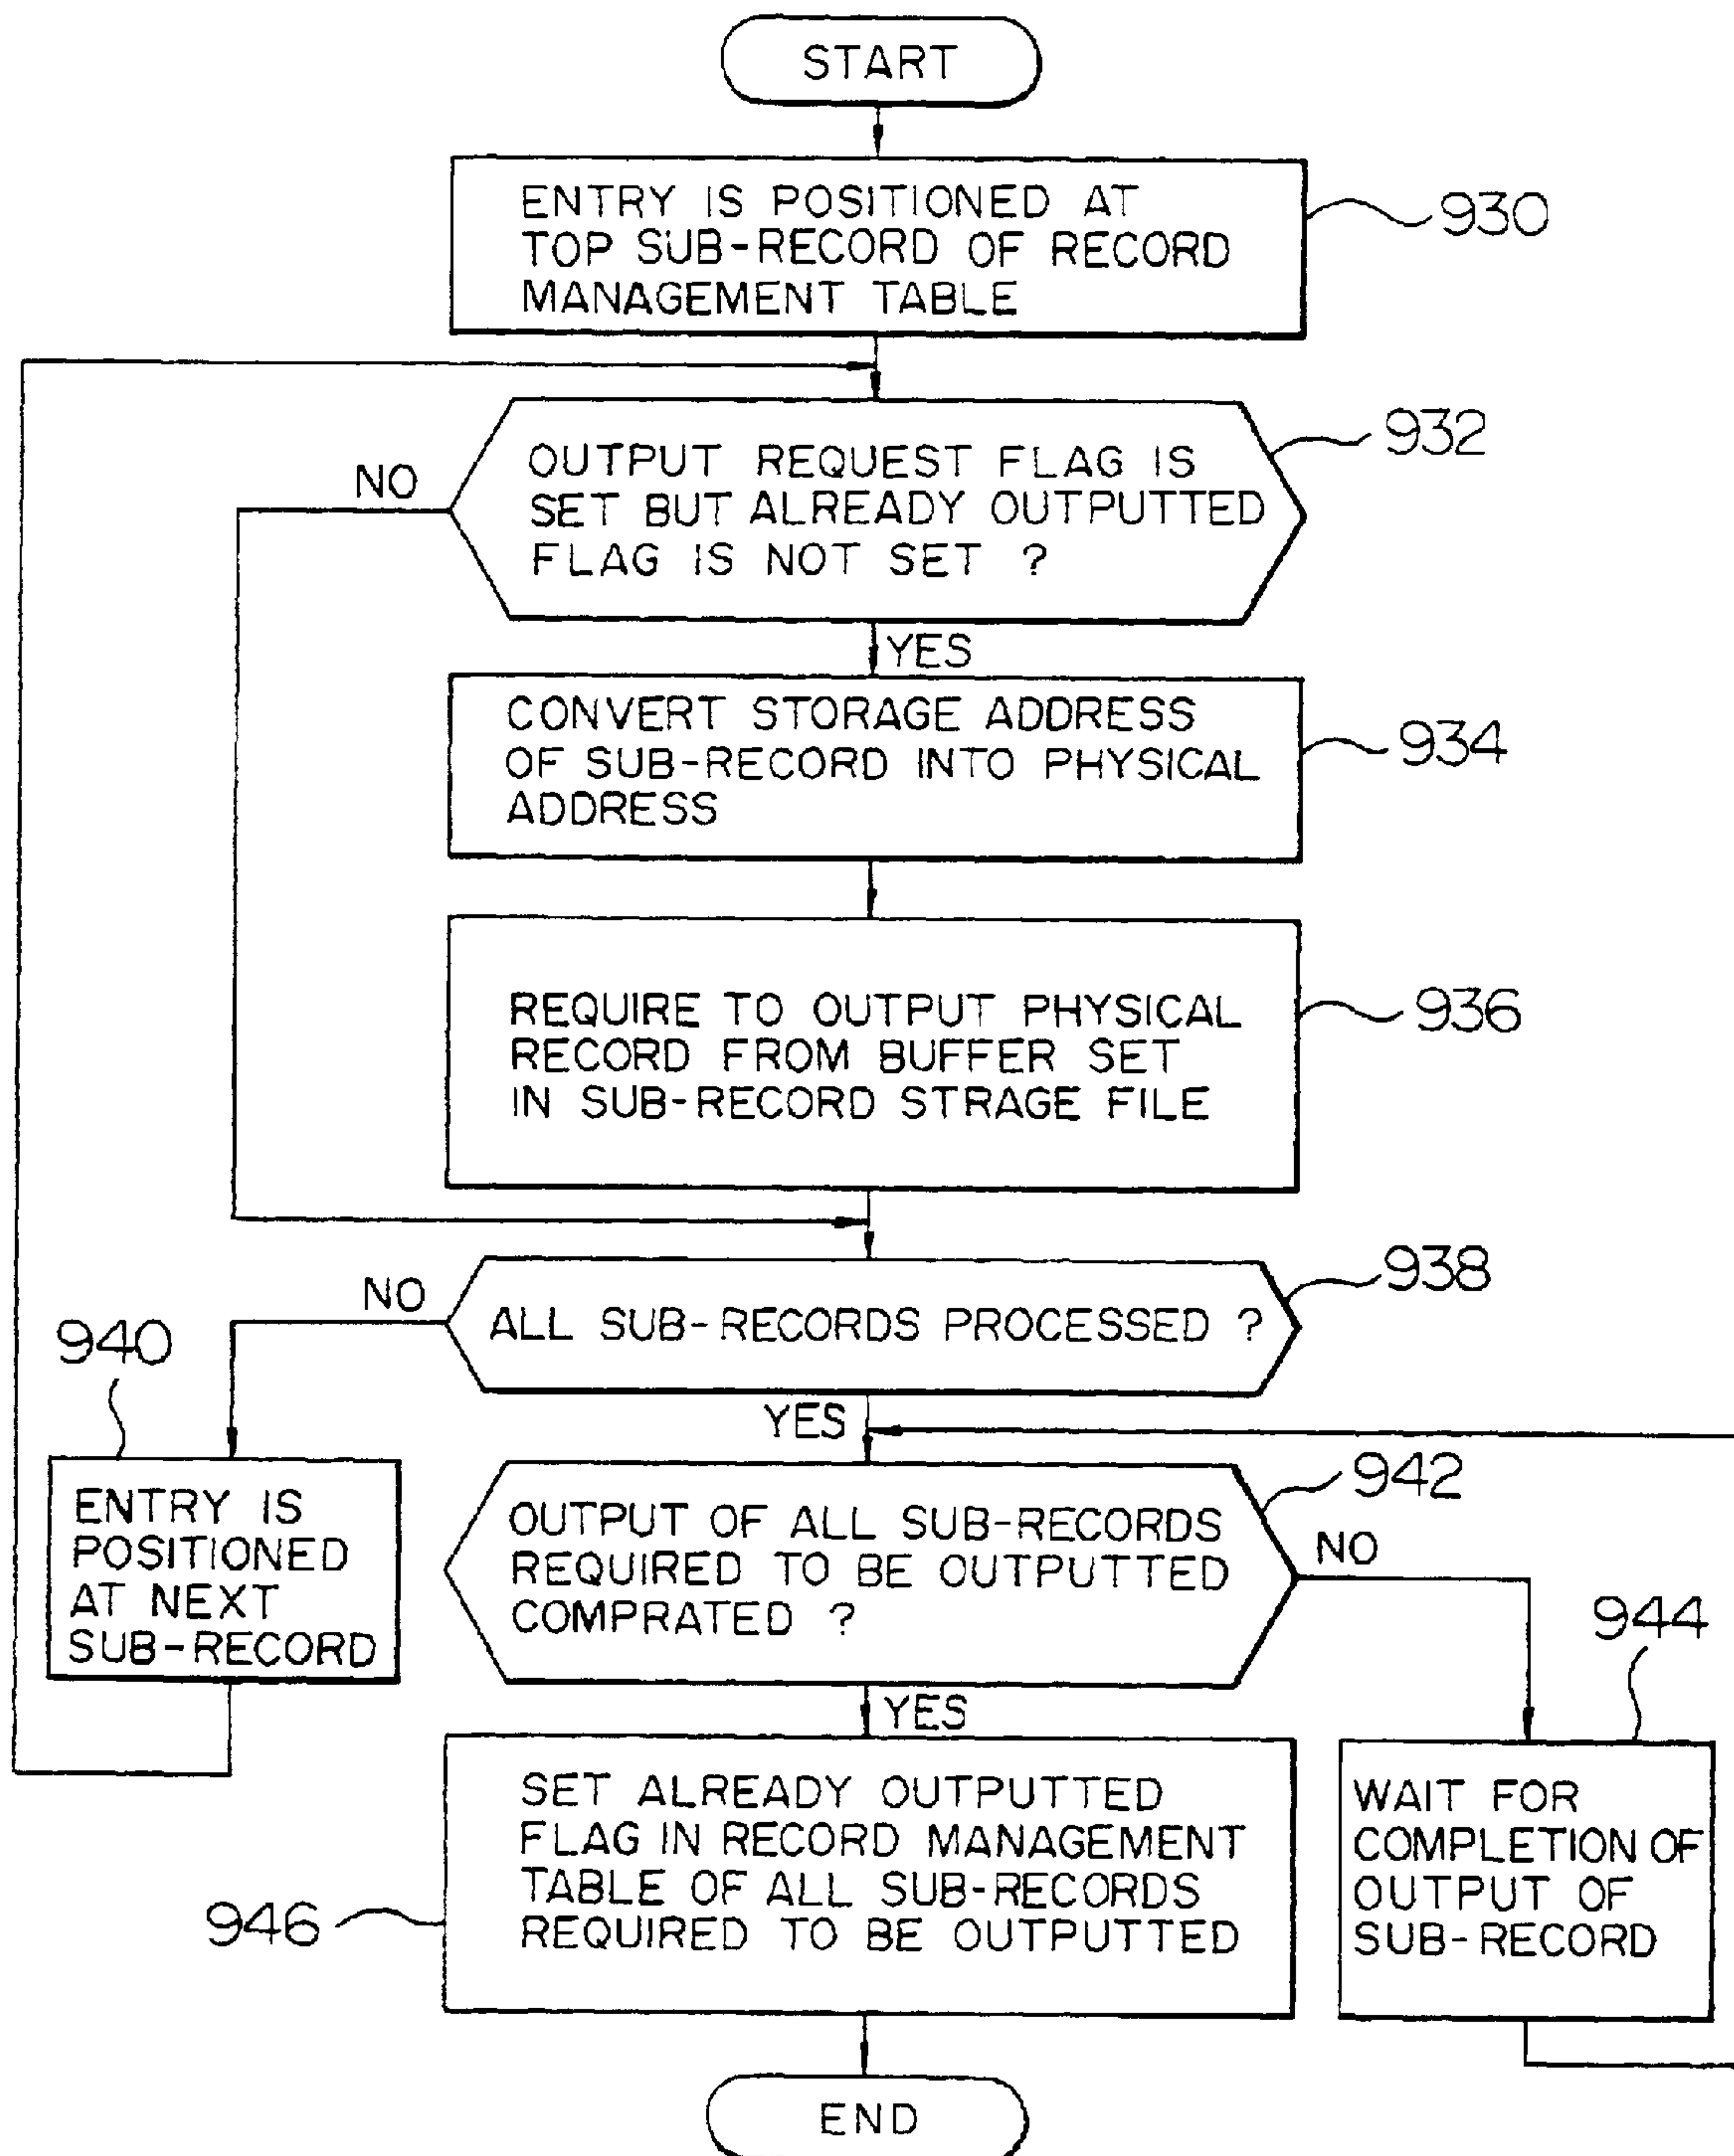 START
ENTRY IS POSITIONED AT
TOP SUB-RECORD OF RECORD
MANAGEMENT TABLE
930
OUTPUT REQUEST FLAG IS
SET BUT ALREADY OUTPUTTED
FLAG IS NOT SET ?
932
NO
YES
CONVERT STORAGE ADDRESS
OF SUB-RECORD INTO PHYSICAL
ADDRESS
934
REQUIRE TO OUTPUT PHYSICAL
RECORD FROM BUFFER SET
IN SUB-RECORD STRAGE FILE
936
ALL SUB-RECORDS PROCESSED ?
938
NO
940
YES
ENTRY IS
POSITIONED
AT NEXT
SUB-RECORD
OUTPUT OF ALL SUB-RECORDS
REQUIRED TO BE OUTPUTTED
COMPRATED ?
942
NO
944
YES
WAIT FOR
COMPLETION OF
OUTPUT OF
SUB-RECORD
SET ALREADY OUTPUTTED
FLAG IN RECORD MANAGEMENT
TABLE OF ALL SUB-RECORDS
REQUIRED TO BE OUTPUTTED
946
END